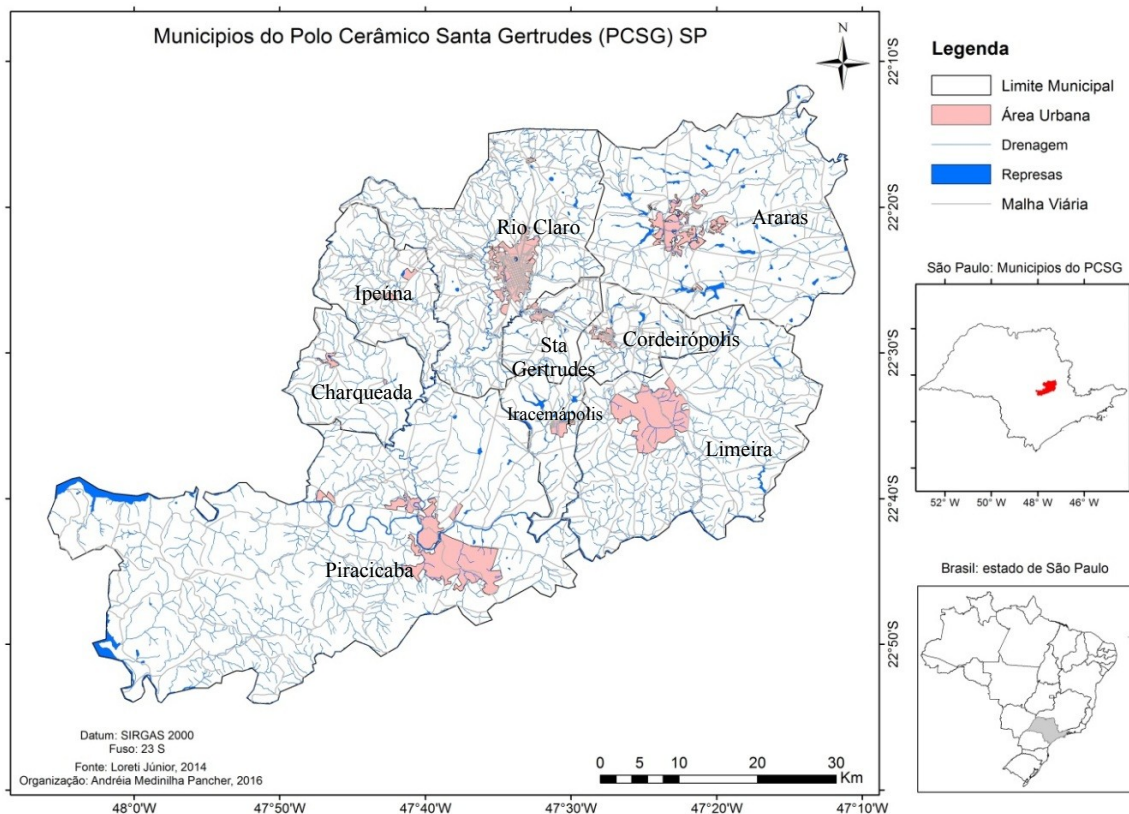 Municipios do Polo Cerâmico Santa Gertrudes (PCSG) SP
N
Rio Claro
Araras
Ipeúna
Sta
Gertrudes
Cordeirópolis
Charqueada
Iracemápolis
Limeira
Piracicaba
Datum: SIRGAS 2000
Fuso: 23 S
Fonte: Loreti Júnior, 2014
Organização: Andréia Medinilha Pancher, 2016
0 5 10 20 30
Km
48°0'W 47°50'W 47°40'W 47°30'W 47°20'W 47°10'W
22°10'S
22°20'S
22°30'S
22°40'S
22°50'S
Legenda
Limite Municipal
Área Urbana
Drenagem
Represas
Malha Viária
São Paulo: Municipios do PCSG
52° W 50° W 48° W 46° W
Brasil: estado de São Paulo